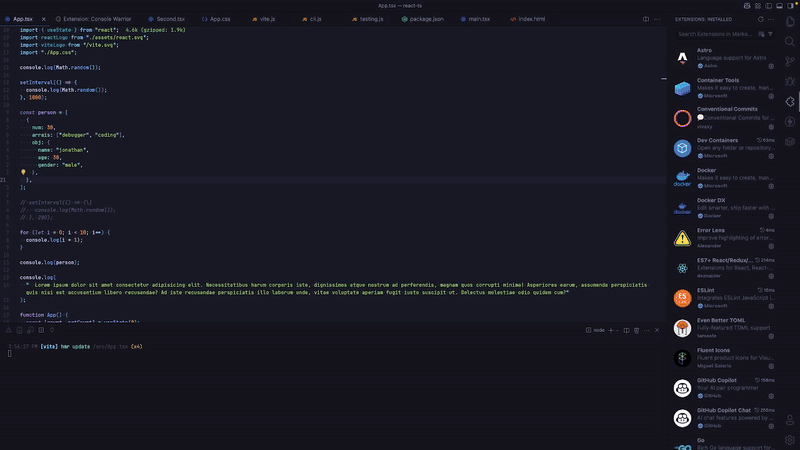 App.tsx — react-ts
App.tsx
Extension: Console Warrior
Second.tsx
App.css
vite.js
cli.js
testing.js
package.json
main.tsx
index.html
import { useState } from "react"; 4.6k (gzipped: 1.9k)
import reactLogo from "./assets/react.svg";
import viteLogo from "/vite.svg";
import "./App.css";
console.log(Math.random());
setInterval(() => {
console.log(Math.random());
}, 1000);
const person = [
{
num: 30,
arrais: ["debugger", "coding"],
obj: {
name: "jonathan",
age: 30,
gender: "male",
},
21 },
];
// setInterval(() => {
// console.log(Math.random());
// }, 200);
for (let i = 0; i < 10; i++) {
console.log(i + 1);
}
console.log(person);
console.log(
" Lorem ipsum dolor sit amet consectetur adipisicing elit. Necessitatibus harum corporis iste, dignissimos atque nostrum ad perferendis, magnam quos corrupti minima! Asperiores earum, assumenda perspiciatis
quis nisi est accusantium libero recusandae? Ad iste recusandae perspiciatis illo laborum unde, vitae voluptate aperiam fugit iusto suscipit ut. Delectus molestiae odio quidem cum?"
);
function App() {
node
[vite] hmr update /src/App.tsx (x4)
EXTENSIONS: INSTALLED
Search Extensions in Marke...
Astro
Language support for Astro
Astro
Container Tools
Makes it easy to create, man...
Microsoft
Conventional Commits
Conventional Commits for ...
vivaxy
Dev Containers
Open any folder or repository...
Microsoft
Docker
Makes it easy to create, man...
Microsoft
Docker DX
Edit smarter, ship faster with ...
Docker
Error Lens
Improve highlighting of error...
Alexander
ES7+ React/Redux/...
Extensions for React, React-...
dsznajder
ESLint
Integrates ESLint JavaScript i...
Microsoft
Even Better TOML
Fully-featured TOML support
tamasfe
Fluent Icons
Fluent product icons for Visu...
Miguel Solorio
GitHub Copilot
Your AI pair programmer
GitHub
GitHub Copilot Chat
AI chat features powered by ...
GitHub
Go
Rich Go language support for...